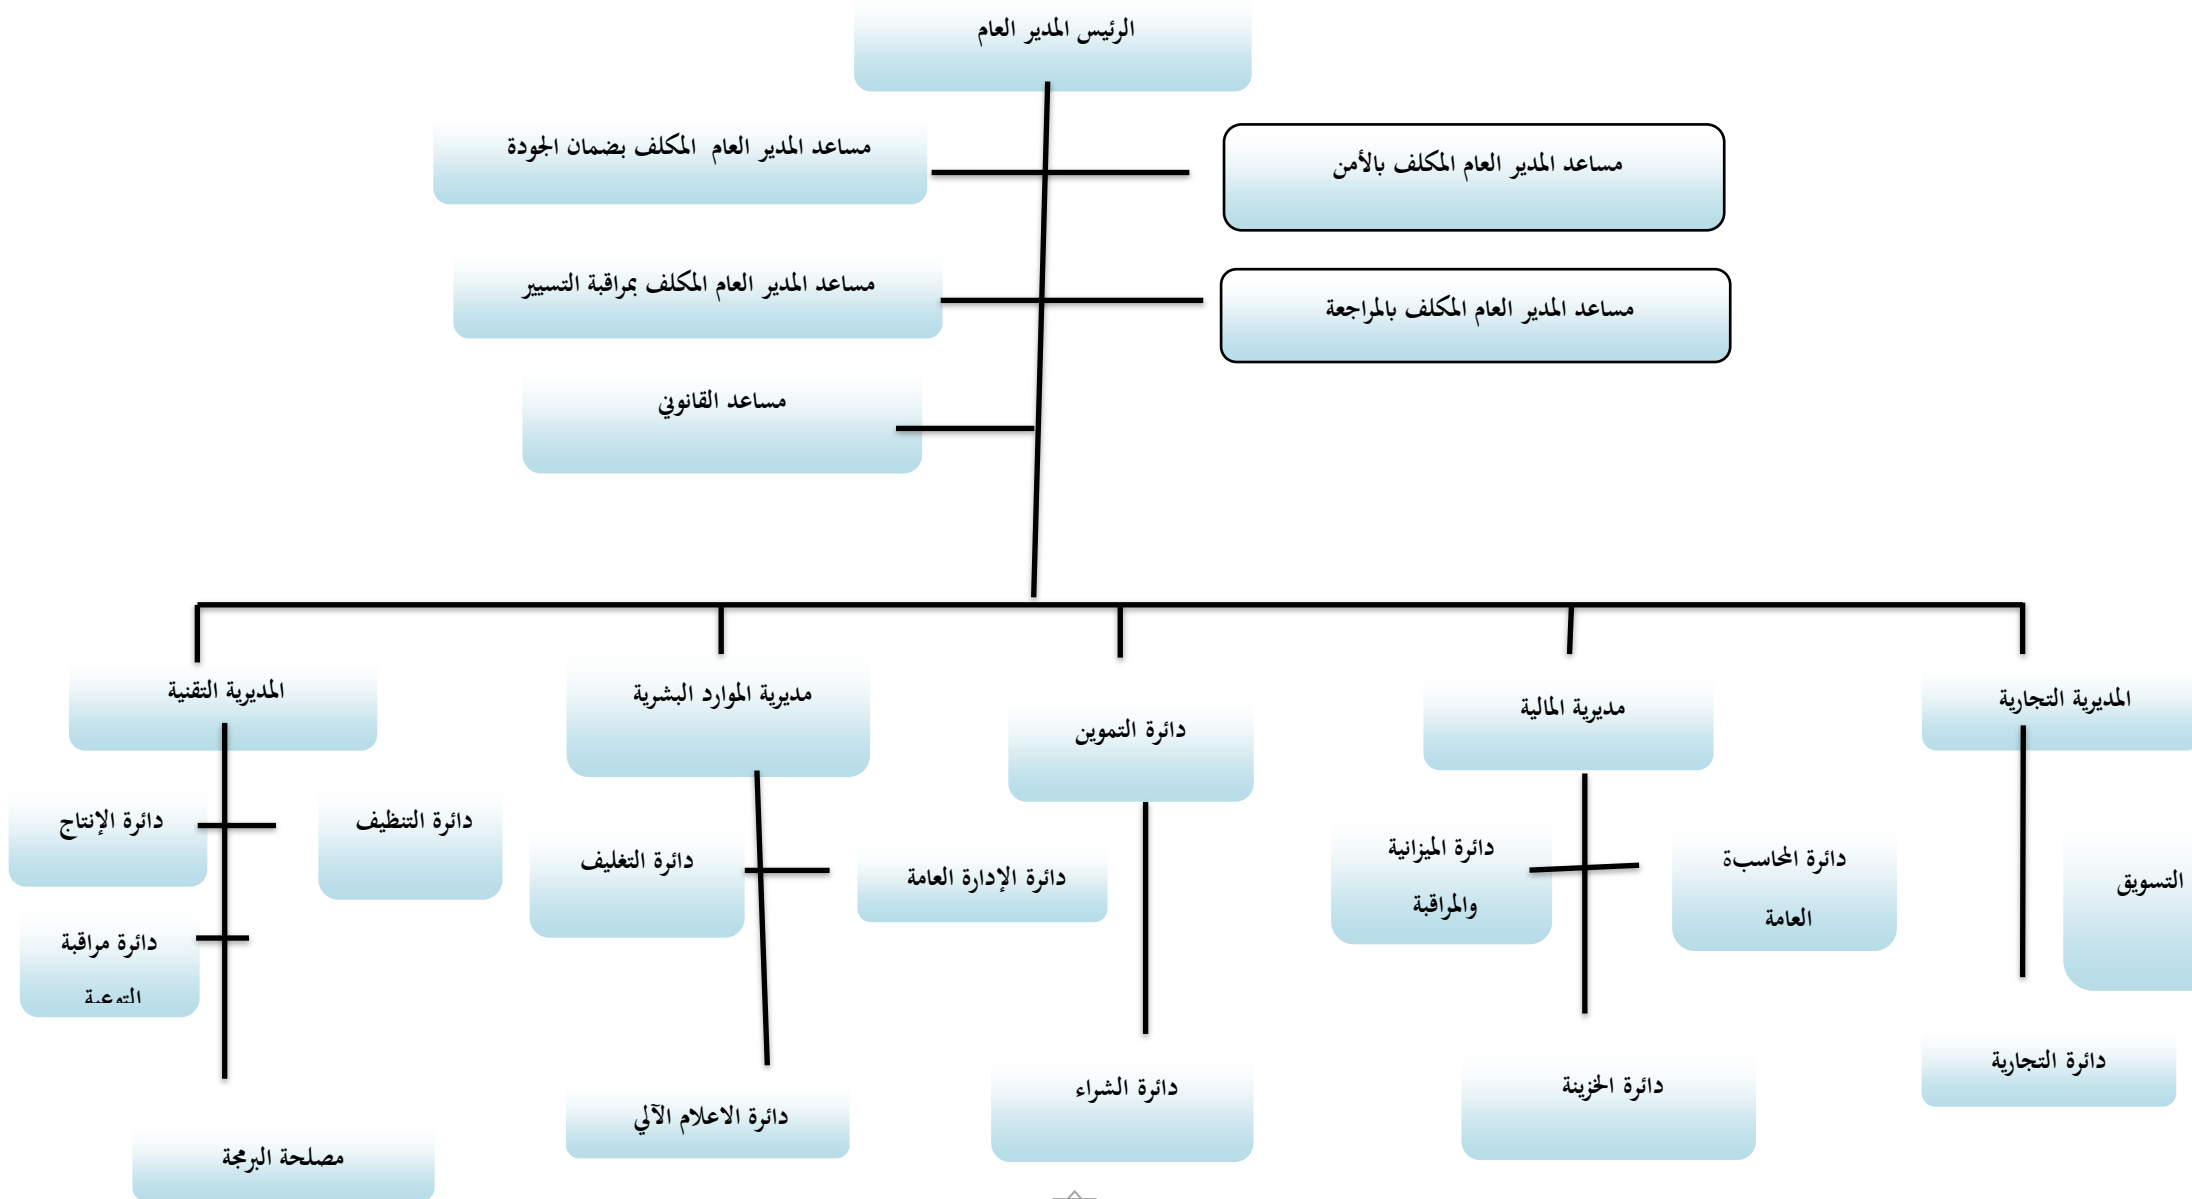 الرئيس المدير العام
مساعد المدير العام المكلف بالأمن
مساعد المدير العام المكلف بضمان الجودة
مساعد المدير العام المكلف بالمراجعة
مساعد المدير العام المكلف بمراقبة التسيير
مساعد القانوني
المديرية التجارية
مديرية المالية
دائرة التموين
مديرية الموارد البشرية
المديرية التقنية
التسويق
دائرة المحاسبة
العامة
دائرة الميزانية
والمراقبة
دائرة الإدارة العامة
دائرة التغليف
دائرة التنظيف
دائرة الإنتاج
دائرة مراقبة
دائرة التجارية
دائرة الخزينة
دائرة الشراء
دائرة الاعلام الآلي
مصلحة البرمجة